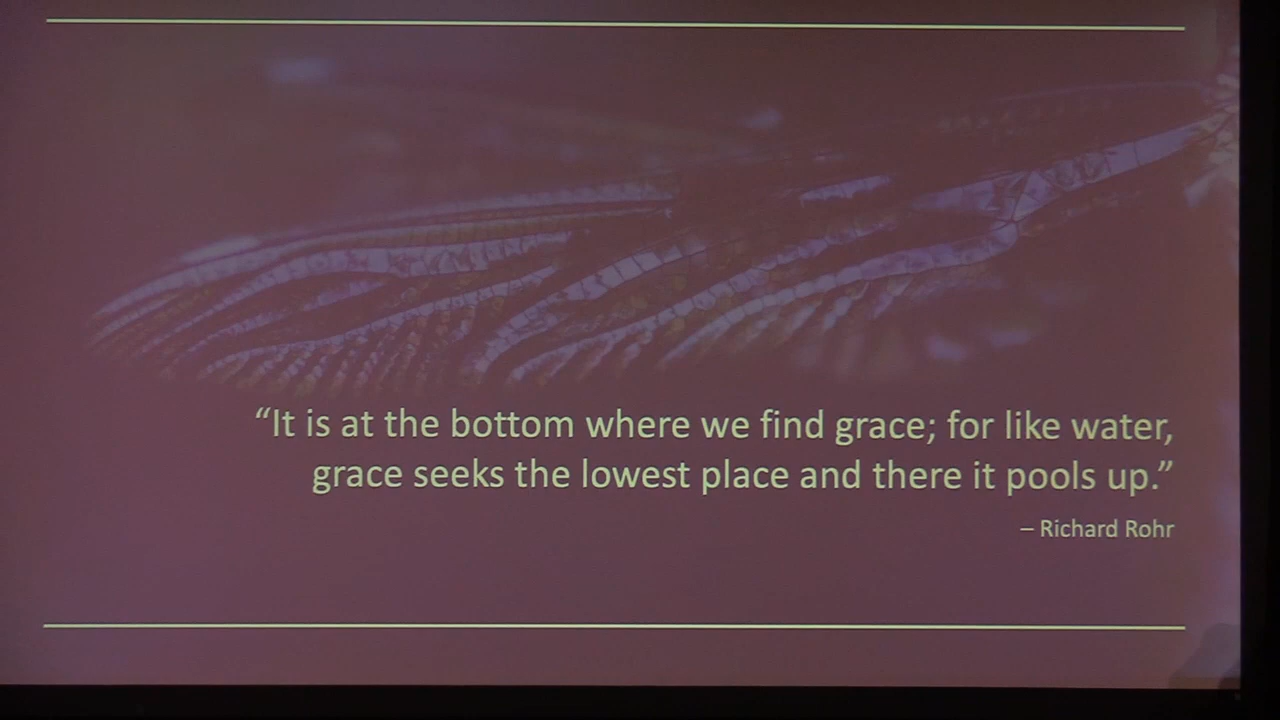 “It is at the bottom where we find grace; for like water,
grace seeks the lowest place and there it pools up.”
– Richard Rohr